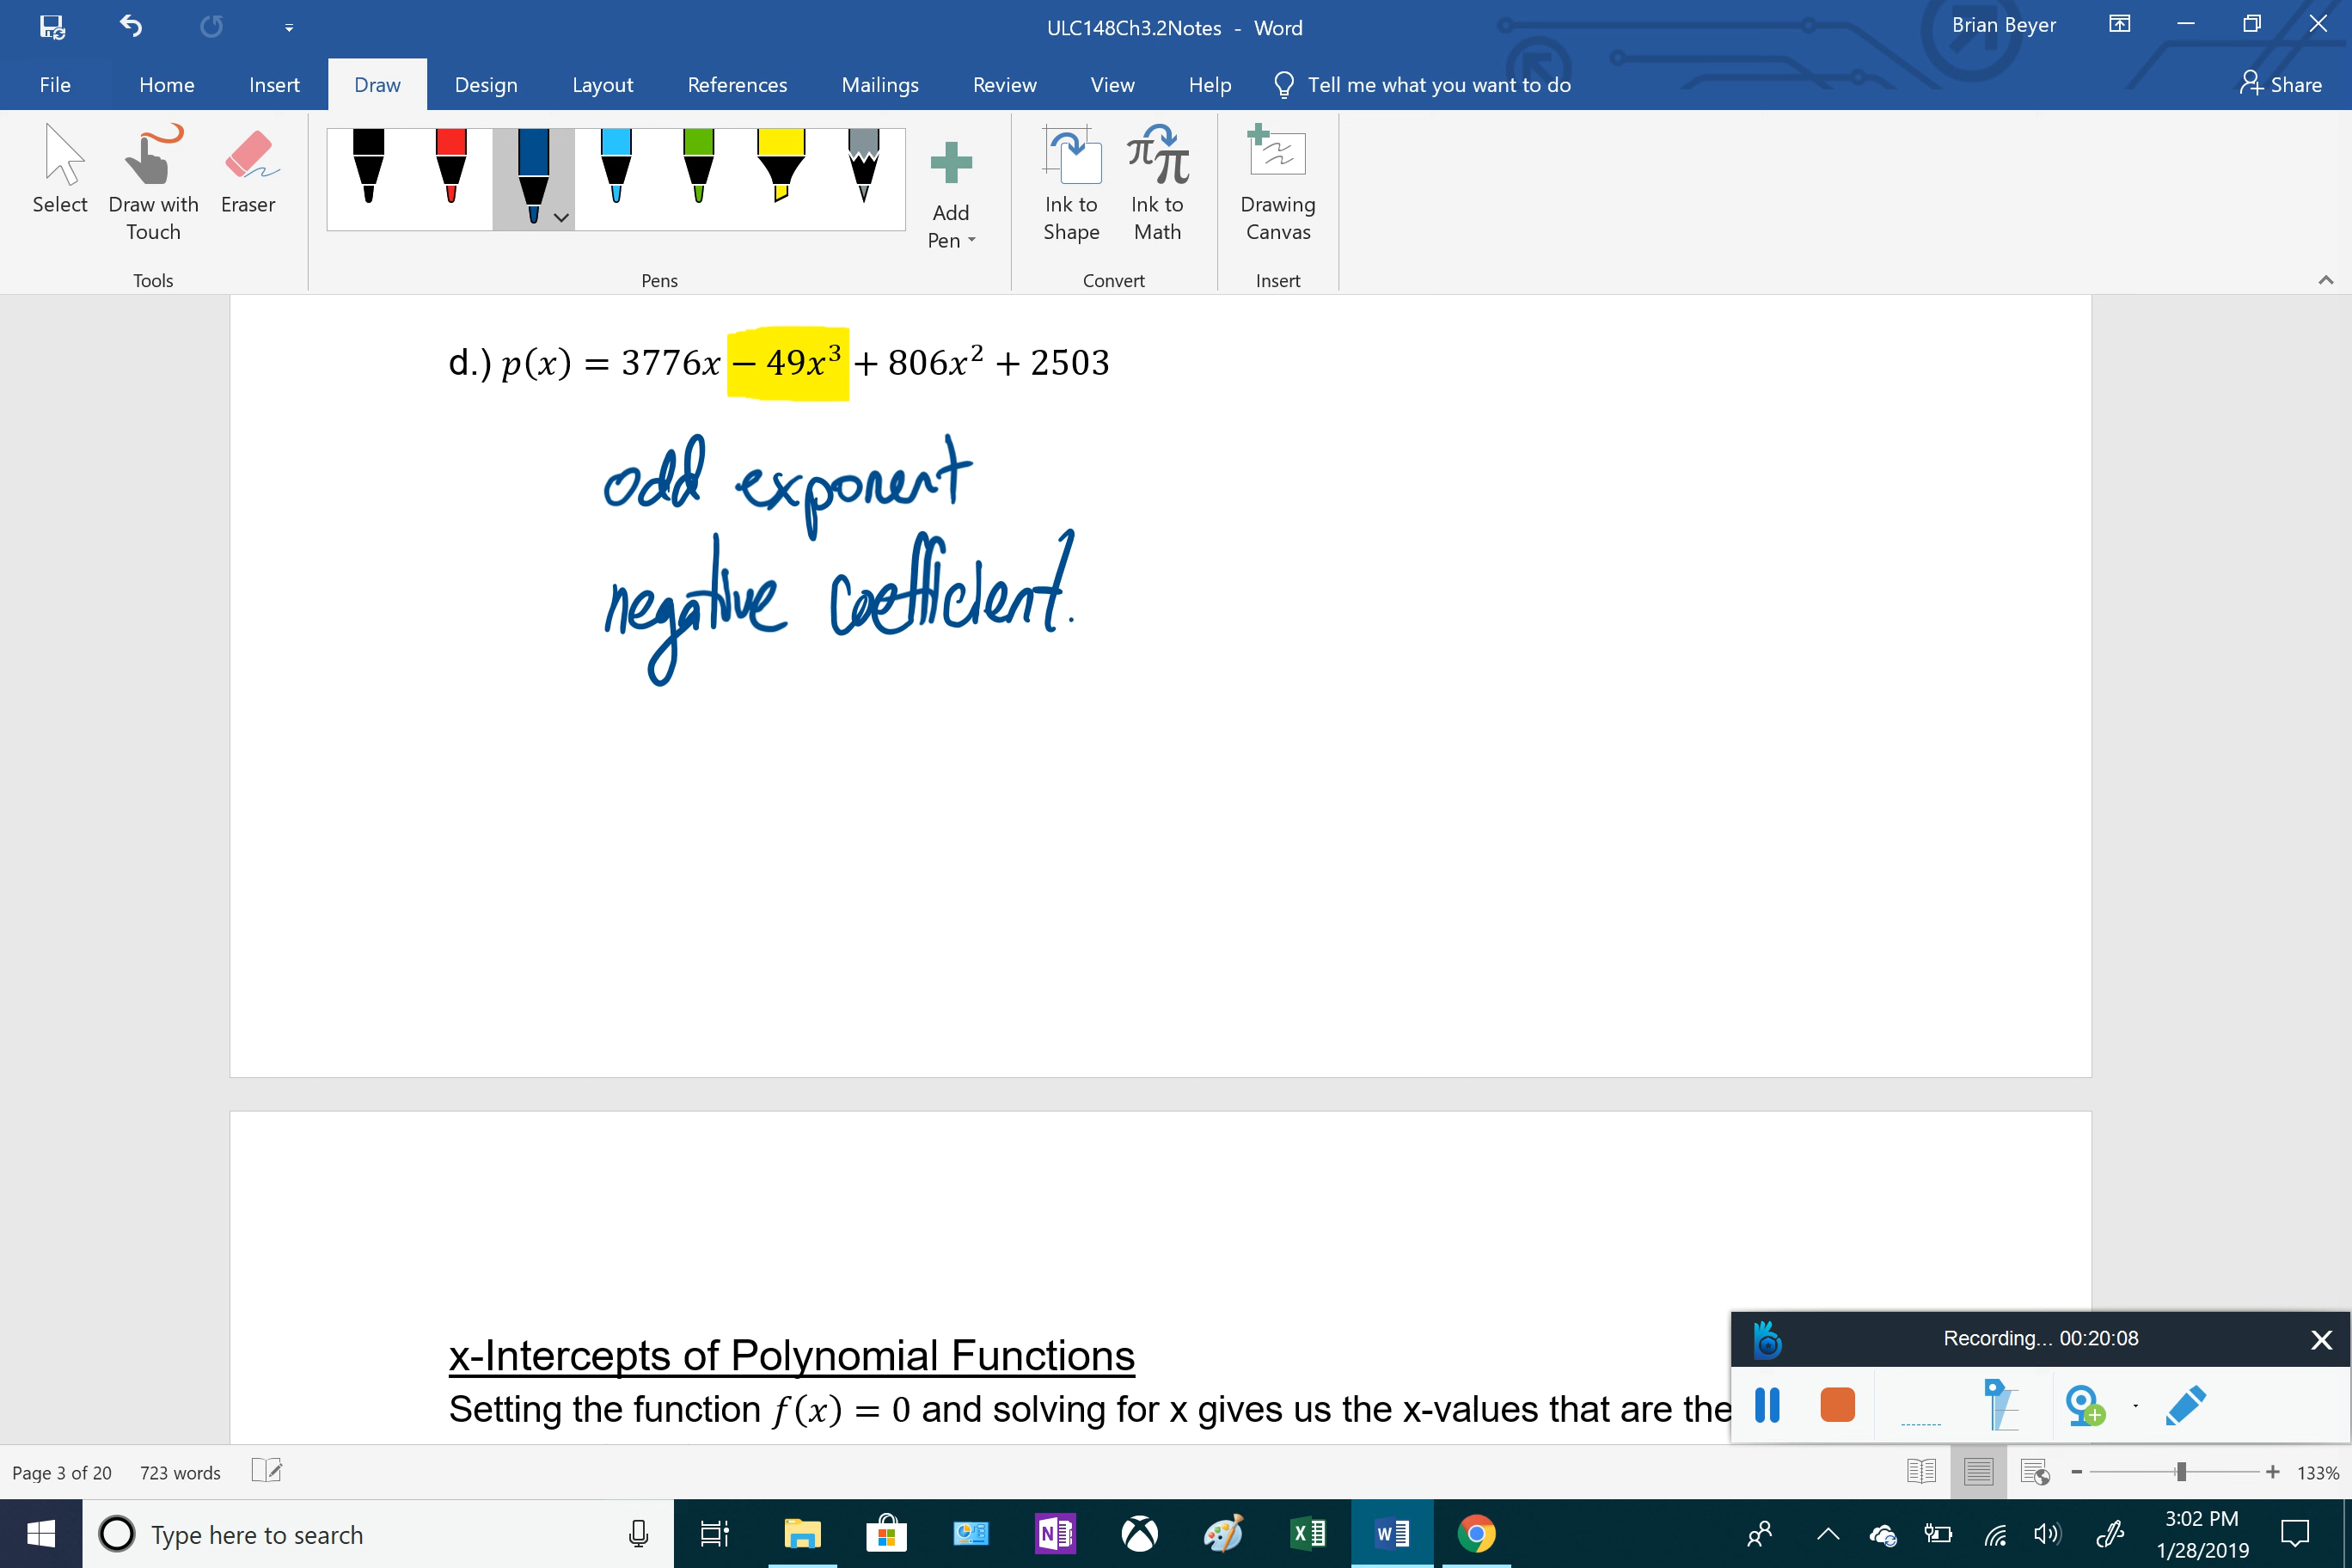 ULC148Ch3.2Notes - Word
Brian Beyer
File Home Insert Draw Design Layout References Mailings Review View Help Tell me what you want to do
Share
Select
Draw with Touch
Eraser
Tools
Pens
Add Pen
Ink to Shape
Ink to Math
Convert
Drawing Canvas
Insert
d.) p(x) = 3776x − 49x³ + 806x² + 2503
odd exponent
negative coefficient.
x-Intercepts of Polynomial Functions
Setting the function f(x) = 0 and solving for x gives us the x-values that are the
Recording... 00:20:08
Page 3 of 20 723 words
133%
Type here to search
3:02 PM
1/28/2019